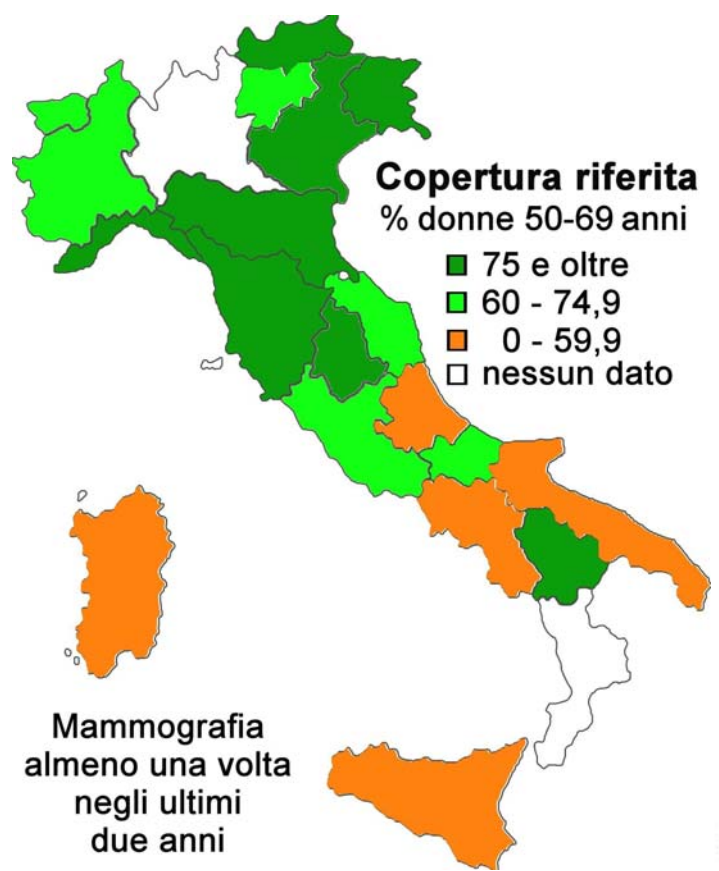 Copertura riferita
% donne 50-69 anni
75 e oltre
60 - 74,9
0 - 59,9
nessun dato
Mammografia
almeno una volta
negli ultimi
due anni